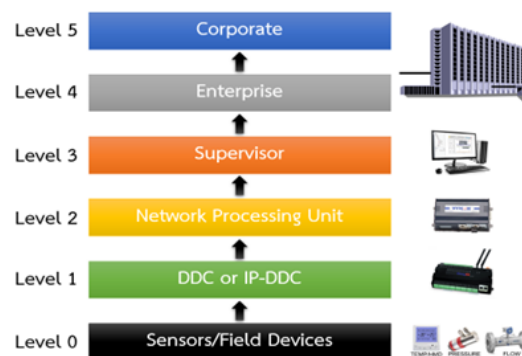 Level 5 Corporate
Level 4 Enterprise
Level 3 Supervisor
Level 2 Network Processing Unit
Level 1 DDC or IP-DDC
Level 0 Sensors/Field Devices
PRESSURE
FLOW